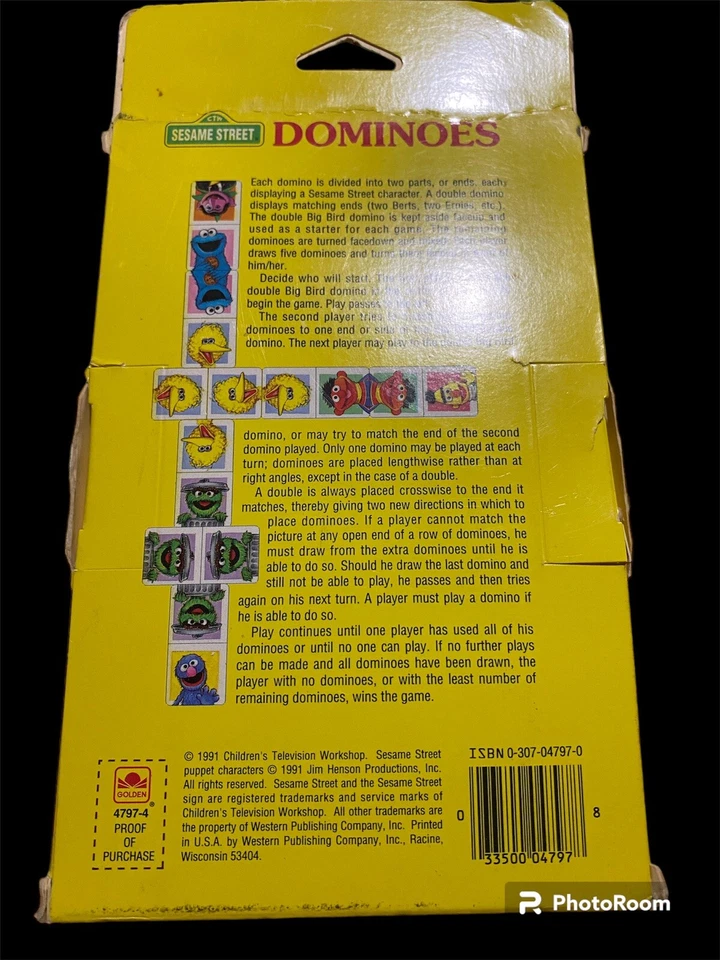 CTW
SESAME STREET
DOMINOES
Each domino is divided into two parts, or ends, each
displaying a Sesame Street character. A double domino
displays matching ends (two Berts, two Ernies, etc.).
The double Big Bird domino is kept aside faceup and
used as a starter for each game. The remaining
dominoes are turned facedown and mixed. Each player
draws five dominoes and turns
him/her.
Decide who will start. The
double Big Bird domino
begin the game. Play passes to the
The second player tries to match
dominoes to one end or side of the
domino. The next player may play to the double Big Bird
domino, or may try to match the end of the second
domino played. Only one domino may be played at each
turn; dominoes are placed lengthwise rather than at
right angles, except in the case of a double.
A double is always placed crosswise to the end it
matches, thereby giving two new directions in which to
place dominoes. If a player cannot match the
picture at any open end of a row of dominoes, he
must draw from the extra dominoes until he is
able to do so. Should he draw the last domino and
still not be able to play, he passes and then tries
again on his next turn. A player must play a domino if
he is able to do so.
Play continues until one player has used all of his
dominoes or until no one can play. If no further plays
can be made and all dominoes have been drawn, the
player with no dominoes, or with the least number of
remaining dominoes, wins the game.
GOLDEN
®
4797-4
PROOF
OF
PURCHASE
© 1991 Children's Television Workshop. Sesame Street
puppet characters © 1991 Jim Henson Productions, Inc.
All rights reserved. Sesame Street and the Sesame Street
sign are registered trademarks and service marks of
Children's Television Workshop. All other trademarks are
the property of Western Publishing Company, Inc. Printed
in U.S.A. by Western Publishing Company, Inc., Racine,
Wisconsin 53404.
ISBN 0-307-04797-0
0 33500 04797 8
PhotoRoom